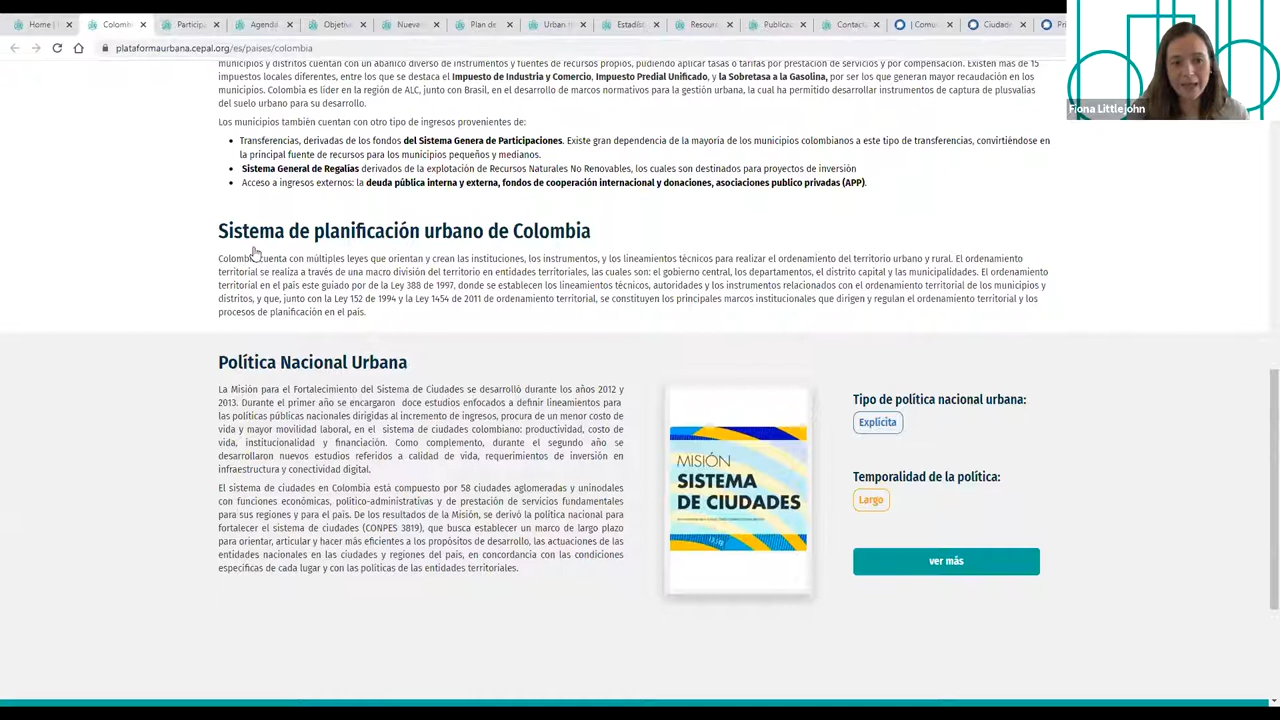 Home |
Colomb
Particip
Agenda
Objetiv
Nueva
Plan de
Urban
Estadís
Resour
Publica
Contact
| Comu
Ciudade
Pri
plataformaurbana.cepal.org/es/paises/colombia
Fiona Littlejohn
municipios y distritos cuentan con un abanico diverso de instrumentos y fuentes de recursos propios, pudiendo aplicar tasas o tarifas por prestación de servicios y por compensación. Existen más de 15
impuestos locales diferentes, entre los que se destaca el Impuesto de Industria y Comercio, Impuesto Predial Unificado, y la Sobretasa a la Gasolina, por ser los que generan mayor recaudación en los
municipios. Colombia es líder en la región de ALC, junto con Brasil, en el desarrollo de marcos normativos para la gestión urbana, la cual ha permitido desarrollar instrumentos de captura de plusvalias
del suelo urbano para su desarrollo.
Los municipios también cuentan con otro tipo de ingresos provenientes de:
• Transferencias, derivadas de los fondos del Sistema Genera de Participaciones. Existe gran dependencia de la mayoría de los municipios colombianos a este tipo de transferencias, convirtiéndose en
la principal fuente de recursos para los municipios pequeños y medianos.
• Sistema General de Regalías derivados de la explotación de Recursos Naturales No Renovables, los cuales son destinados para proyectos de inversión
• Acceso a ingresos externos: la deuda pública interna y externa, fondos de cooperación internacional y donaciones, asociaciones publico privadas (APP).
Sistema de planificación urbano de Colombia
Colombia cuenta con múltiples leyes que orientan y crean las instituciones, los instrumentos, y los lineamientos técnicos para realizar el ordenamiento del territorio urbano y rural. El ordenamiento
territorial se realiza a través de una macro división del territorio en entidades territoriales, las cuales son: el gobierno central, los departamentos, el distrito capital y las municipalidades. El ordenamiento
territorial en el país este guiado por de la Ley 388 de 1997, donde se establecen los lineamientos técnicos, autoridades y los instrumentos relacionados con el ordenamiento territorial de los municipios y
distritos, y que, junto con la Ley 152 de 1994 y la Ley 1454 de 2011 de ordenamiento territorial, se constituyen los principales marcos institucionales que dirigen y regulan el ordenamiento territorial y los
procesos de planificación en el país.
Política Nacional Urbana
La Misión para el Fortalecimiento del Sistema de Ciudades se desarrolló durante los años 2012 y
2013. Durante el primer año se encargaron doce estudios enfocados a definir lineamientos para
las políticas públicas nacionales dirigidas al incremento de ingresos, procura de un menor costo de
vida y mayor movilidad laboral, en el sistema de ciudades colombiano: productividad, costo de
vida, institucionalidad y financiación. Como complemento, durante el segundo año se
desarrollaron nuevos estudios referidos a calidad de vida, requerimientos de inversión en
infraestructura y conectividad digital.
El sistema de ciudades en Colombia está compuesto por 58 ciudades aglomeradas y uninodales
con funciones económicas, político-administrativas y de prestación de servicios fundamentales
para sus regiones y para el país. De los resultados de la Misión, se derivó la política nacional para
fortalecer el sistema de ciudades (CONPES 3819), que busca establecer un marco de largo plazo
para orientar, articular y hacer más eficientes a los propósitos de desarrollo, las actuaciones de las
entidades nacionales en las ciudades y regiones del país, en concordancia con las condiciones
específicas de cada lugar y con las políticas de las entidades territoriales.
MISIÓN
SISTEMA
DE CIUDADES
Tipo de política nacional urbana:
Explícita
Temporalidad de la política:
Largo
ver más